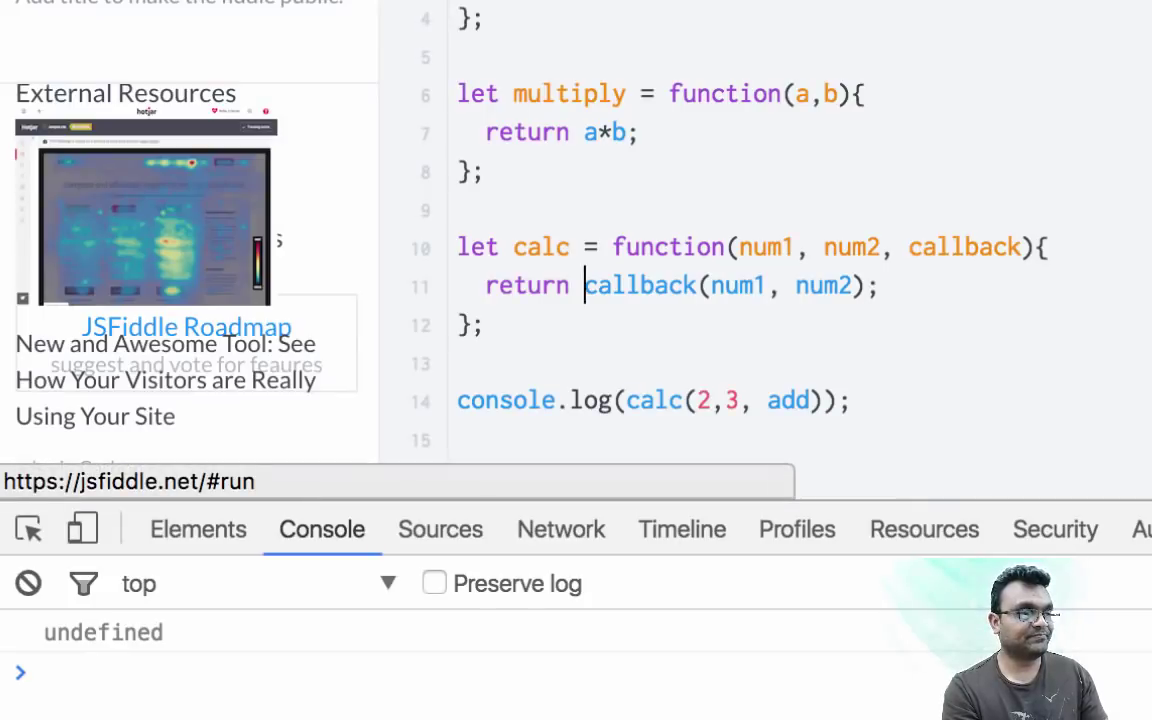 Add title to make the fiddle public.
External Resources
hotjar
JSFiddle Roadmap
suggest and vote for feaures
New and Awesome Tool: See
How Your Visitors are Really
Using Your Site
4 };
5
6 let multiply = function(a,b){
7 return a*b;
8 };
9
10 let calc = function(num1, num2, callback){
11 return callback(num1, num2);
12 };
13
14 console.log(calc(2,3, add));
15
https://jsfiddle.net/#run
Elements Console Sources Network Timeline Profiles Resources Security Au
top Preserve log
undefined